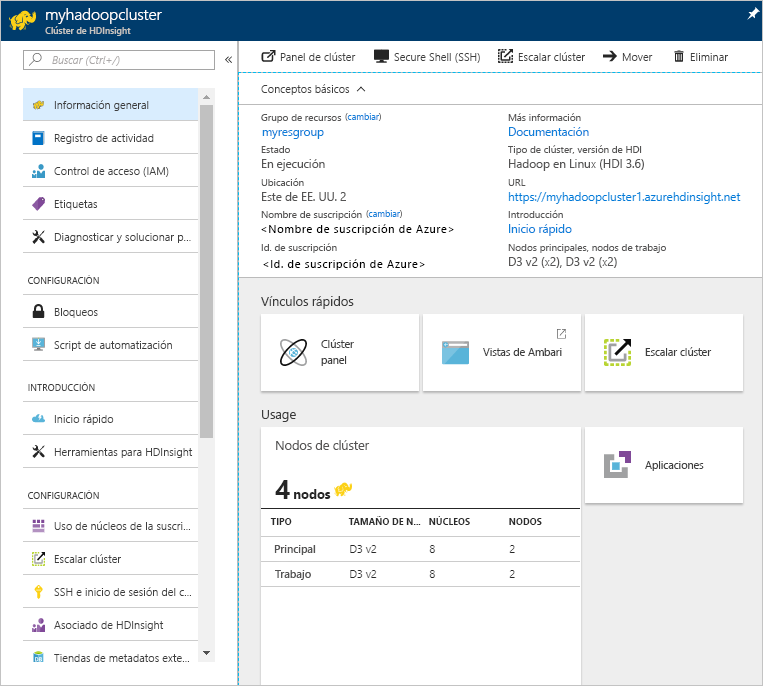 myhadoopcluster
Clúster de HDInsight
Buscar (Ctrl+/)
«
Información general
Registro de actividad
Control de acceso (IAM)
Etiquetas
Diagnosticar y solucionar p...
CONFIGURACIÓN
Bloqueos
Script de automatización
INTRODUCCIÓN
Inicio rápido
Herramientas para HDInsight
CONFIGURACIÓN
Uso de núcleos de la suscri...
Escalar clúster
SSH e inicio de sesión del c...
Asociado de HDInsight
Tiendas de metadatos exte...
Panel de clúster
Secure Shell (SSH)
Escalar clúster
Mover
Eliminar
Conceptos básicos
Grupo de recursos (cambiar)
myresgroup
Estado
En ejecución
Ubicación
Este de EE. UU. 2
Nombre de suscripción (cambiar)
<Nombre de suscripción de Azure>
Id. de suscripción
<Id. de suscripción de Azure>
Más información
Documentación
Tipo de clúster, versión de HDI
Hadoop en Linux (HDI 3.6)
URL
https://myhadoopcluster1.azurehdinsight.net
Introducción
Inicio rápido
Nodos principales, nodos de trabajo
D3 v2 (x2), D3 v2 (x2)
Vínculos rápidos
Clúster
panel
Vistas de Ambari
Escalar clúster
Usage
Nodos de clúster
4 nodos
TIPO TAMAÑO DE N... NÚCLEOS NODOS
Principal D3 v2 8 2
Trabajo D3 v2 8 2
Aplicaciones